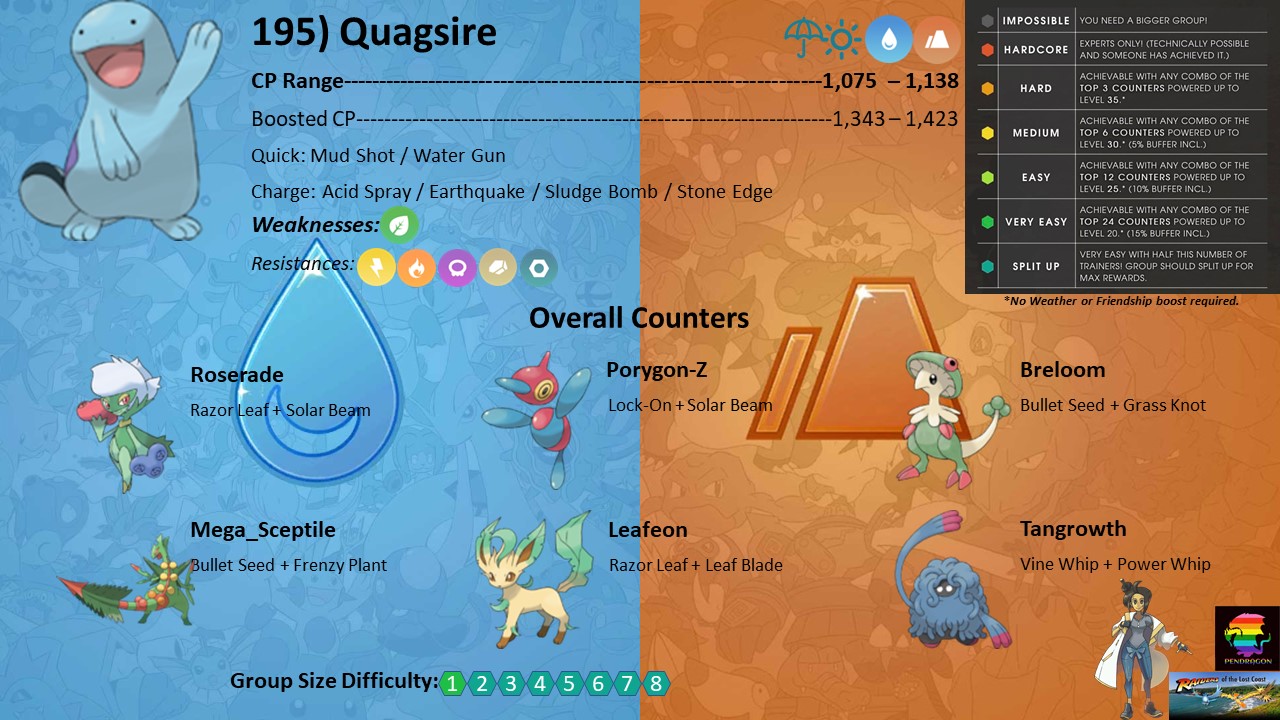 195) Quagsire
CP Range--------------------------------------------------------------------1,075 – 1,138
Boosted CP--------------------------------------------------------------------1,343 – 1,423
Quick: Mud Shot / Water Gun
Charge: Acid Spray / Earthquake / Sludge Bomb / Stone Edge
Weaknesses:
Resistances:
IMPOSSIBLE YOU NEED A BIGGER GROUP!
HARDCORE EXPERTS ONLY! (TECHNICALLY POSSIBLE
AND SOMEONE HAS ACHIEVED IT.)
HARD ACHIEVABLE WITH ANY COMBO OF THE
TOP 3 COUNTERS POWERED UP TO
LEVEL 35.*
MEDIUM ACHIEVABLE WITH ANY COMBO OF THE
TOP 6 COUNTERS POWERED UP TO
LEVEL 30.* (5% BUFFER INCL.)
EASY ACHIEVABLE WITH ANY COMBO OF THE
TOP 12 COUNTERS POWERED UP TO
LEVEL 25.* (10% BUFFER INCL.)
VERY EASY ACHIEVABLE WITH ANY COMBO OF THE
TOP 24 COUNTERS POWERED UP TO
LEVEL 20.* (15% BUFFER INCL.)
SPLIT UP VERY EASY WITH HALF THIS NUMBER OF
TRAINERS! GROUP SHOULD SPLIT UP FOR
MAX REWARDS.
*No Weather or Friendship boost required.
Overall Counters
Roserade
Razor Leaf + Solar Beam
Porygon-Z
Lock-On + Solar Beam
Breloom
Bullet Seed + Grass Knot
Mega_Sceptile
Bullet Seed + Frenzy Plant
Leafeon
Razor Leaf + Leaf Blade
Tangrowth
Vine Whip + Power Whip
Group Size Difficulty: 1 2 3 4 5 6 7 8
PENDRAGON
RAIDERS of the Lost Coast